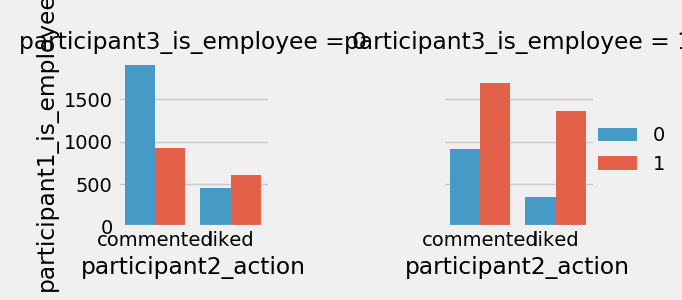 participant3_is_employee = 0
participant3_is_employee = 1
participant1_is_employee
1500
1000
500
0
commented
liked
commented
liked
participant2_action
participant2_action
0
1